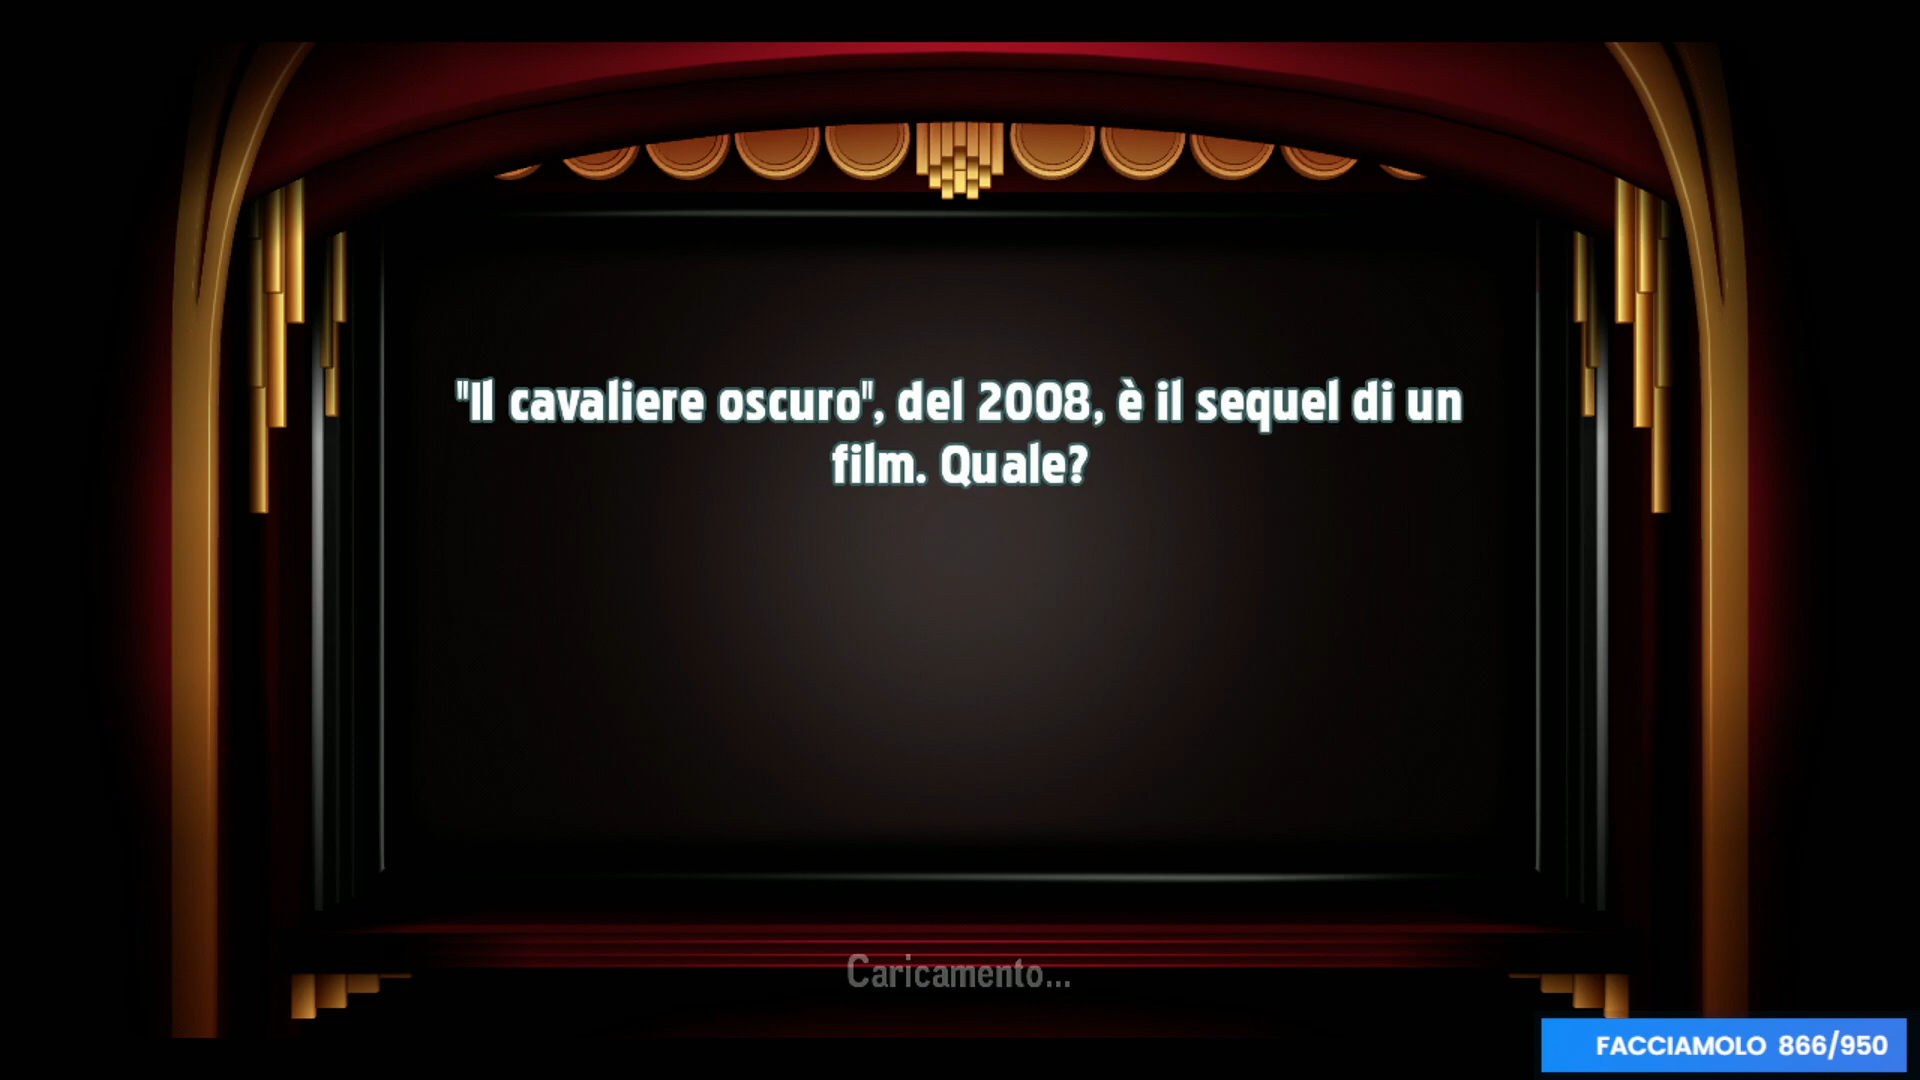 "Il cavaliere oscuro", del 2008, è il sequel di un
film. Quale?
Caricamento...
FACCIAMOLO 866/950